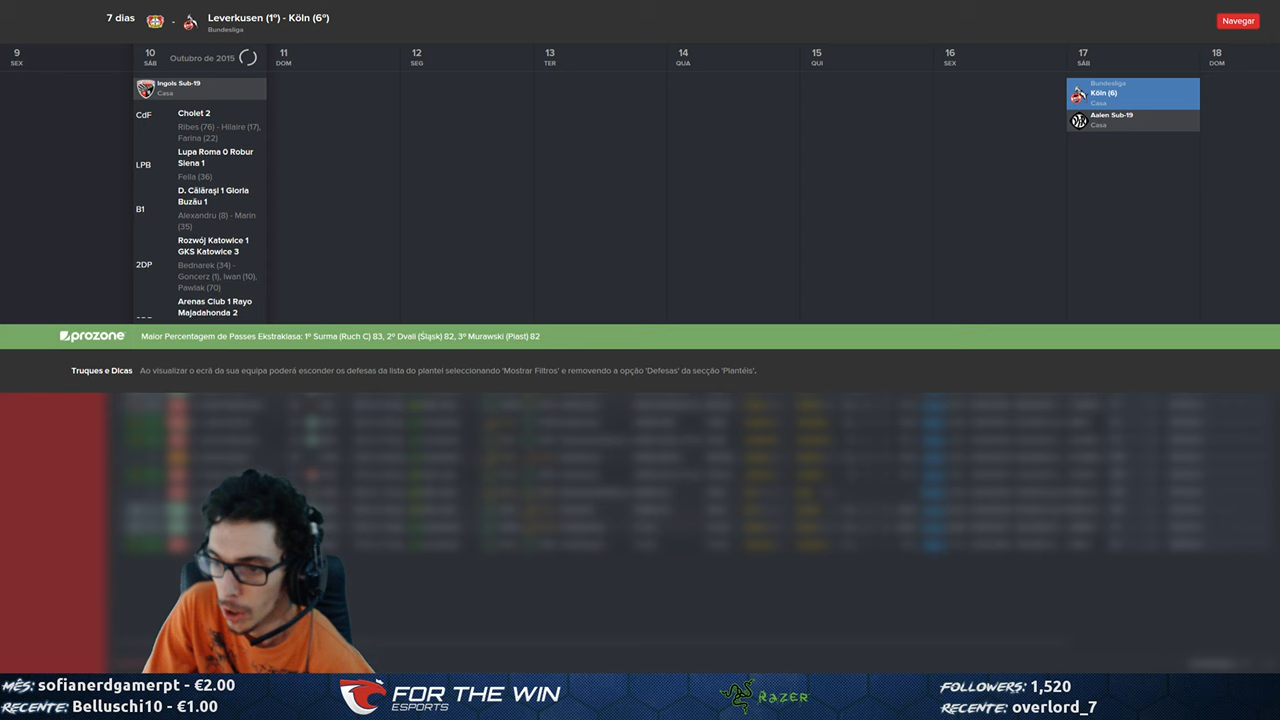 7 dias
-
Leverkusen (1º) - Köln (6º)
Bundesliga
Navegar
9
SEX
10
SÁB
Outubro de 2015
11
DOM
12
SEG
13
TER
14
QUA
15
QUI
16
SEX
17
SÁB
18
DOM
Ingols Sub-19
Casa
Bundesliga
Köln (6)
Casa
Aalen Sub-19
Casa
CdF
Cholet 2
Ribes (76) - Hilaire (17),
Farina (22)
LPB
Lupa Roma 0 Robur
Siena 1
Fella (36)
B1
D. Călărași 1 Gloria
Buzău 1
Alexandru (8) - Marin
(35)
2DP
Rozwój Katowice 1
GKS Katowice 3
Bednarek (34) -
Goncerz (1), Iwan (10),
Pawlak (70)
Arenas Club 1 Rayo
Majadahonda 2
prozone
Maior Percentagem de Passes Ekstraklasa: 1º Surma (Ruch C) 83, 2º Dvali (Śląsk) 82, 3º Murawski (Piast) 82
Truques e Dicas
Ao visualizar o ecrã da sua equipa poderá esconder os defesas da lista do plantel seleccionando 'Mostrar Filtros' e removendo a opção 'Defesas' da secção 'Plantéis'.
MÊS: sofianerdgamerpt - €2.00
RECENTE: Belluschi10 - €1.00
FOR THE WIN
ESPORTS
RAZER
FOLLOWERS: 1,520
RECENTE: overlord_7